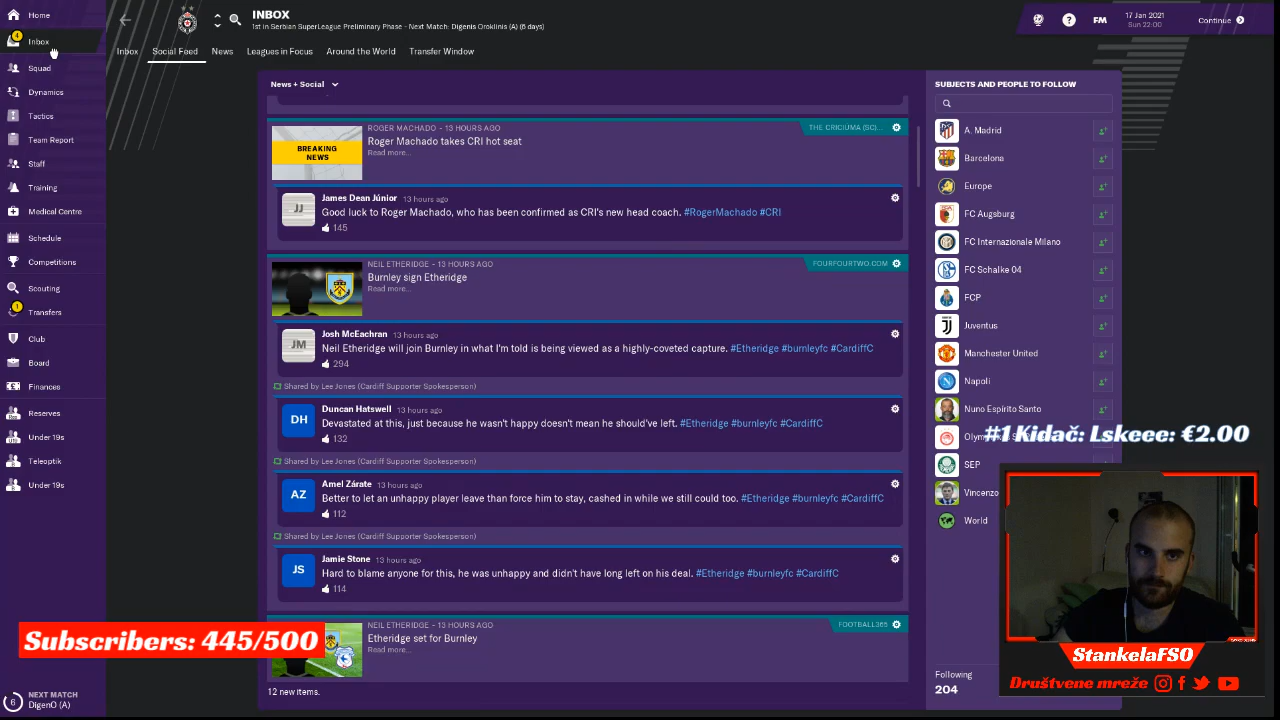 Home
4
Inbox
Squad
Dynamics
Tactics
Team Report
Staff
Training
Medical Centre
Schedule
Competitions
Scouting
1
Transfers
Club
Board
Finances
Reserves
Under 19s
Teleoptik
Under 19s
6
NEXT MATCH
DigenO (A)
INBOX
1st in Serbian SuperLeague Preliminary Phase - Next Match: Digenis Oroklinis (A) (6 days)
?
FM
17 Jan 2021
Sun 22:00
Continue
Inbox Social Feed News Leagues in Focus Around the World Transfer Window
News + Social
BREAKING
NEWS
ROGER MACHADO - 13 HOURS AGO
THE CRICIÚMA (SC)...
Roger Machado takes CRI hot seat
Read more...
JJ
James Dean Júnior 13 hours ago
Good luck to Roger Machado, who has been confirmed as CRI's new head coach. #RogerMachado #CRI
145
NEIL ETHERIDGE - 13 HOURS AGO
FOURFOURTWO.COM
Burnley sign Etheridge
Read more...
JM
Josh McEachran 13 hours ago
Neil Etheridge will join Burnley in what I'm told is being viewed as a highly-coveted capture. #Etheridge #burnleyfc #CardiffC
294
Shared by Lee Jones (Cardiff Supporter Spokesperson)
DH
Duncan Hatswell 13 hours ago
Devastated at this, just because he wasn't happy doesn't mean he should've left. #Etheridge #burnleyfc #CardiffC
132
Shared by Lee Jones (Cardiff Supporter Spokesperson)
AZ
Amel Zárate 13 hours ago
Better to let an unhappy player leave than force him to stay, cashed in while we still could too. #Etheridge #burnleyfc #CardiffC
112
Shared by Lee Jones (Cardiff Supporter Spokesperson)
JS
Jamie Stone 13 hours ago
Hard to blame anyone for this, he was unhappy and didn't have long left on his deal. #Etheridge #burnleyfc #CardiffC
114
NEIL ETHERIDGE - 13 HOURS AGO
FOOTBALL365
Etheridge set for Burnley
Read more...
12 new items.
SUBJECTS AND PEOPLE TO FOLLOW
A. Madrid
Barcelona
Europe
FC Augsburg
FC Internazionale Milano
FC Schalke 04
FCP
Juventus
Manchester United
Napoli
Nuno Espírito Santo
SEP
Vincenzo
World
Following
204
#1 Kidač: Lskeee: €2.00
Subscribers: 445/500
StankelaFSO
Društvene mreže